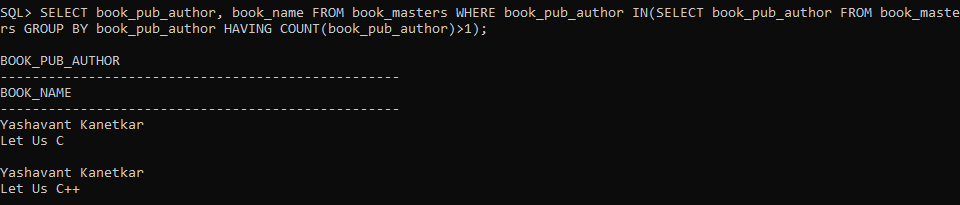 SQL> SELECT book_pub_author, book_name FROM book_masters WHERE book_pub_author IN(SELECT book_pub_author FROM book_maste
rs GROUP BY book_pub_author HAVING COUNT(book_pub_author)>1);
BOOK_PUB_AUTHOR
--------------------------------------------------
BOOK_NAME
--------------------------------------------------
Yashavant Kanetkar
Let Us C
Yashavant Kanetkar
Let Us C++